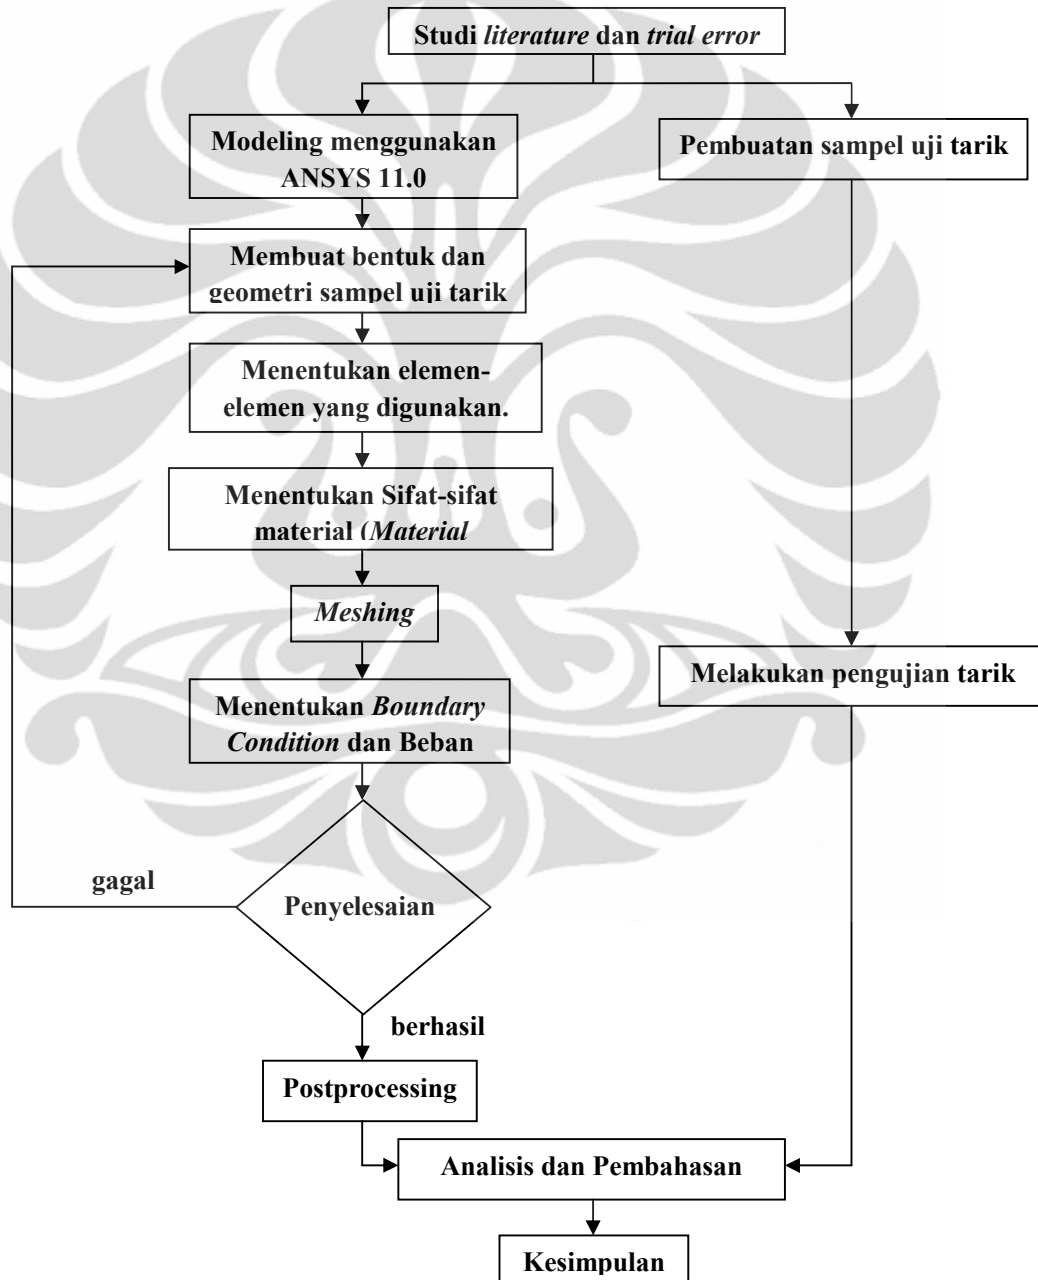 Studi literature dan trial error
Modeling menggunakan
ANSYS 11.0
Pembuatan sampel uji tarik
Membuat bentuk dan
geometri sampel uji tarik
Menentukan elemen-
elemen yang digunakan.
Menentukan Sifat-sifat
material (Material
Meshing
Melakukan pengujian tarik
Menentukan Boundary
Condition dan Beban
gagal
Penyelesaian
berhasil
Postprocessing
Analisis dan Pembahasan
Kesimpulan